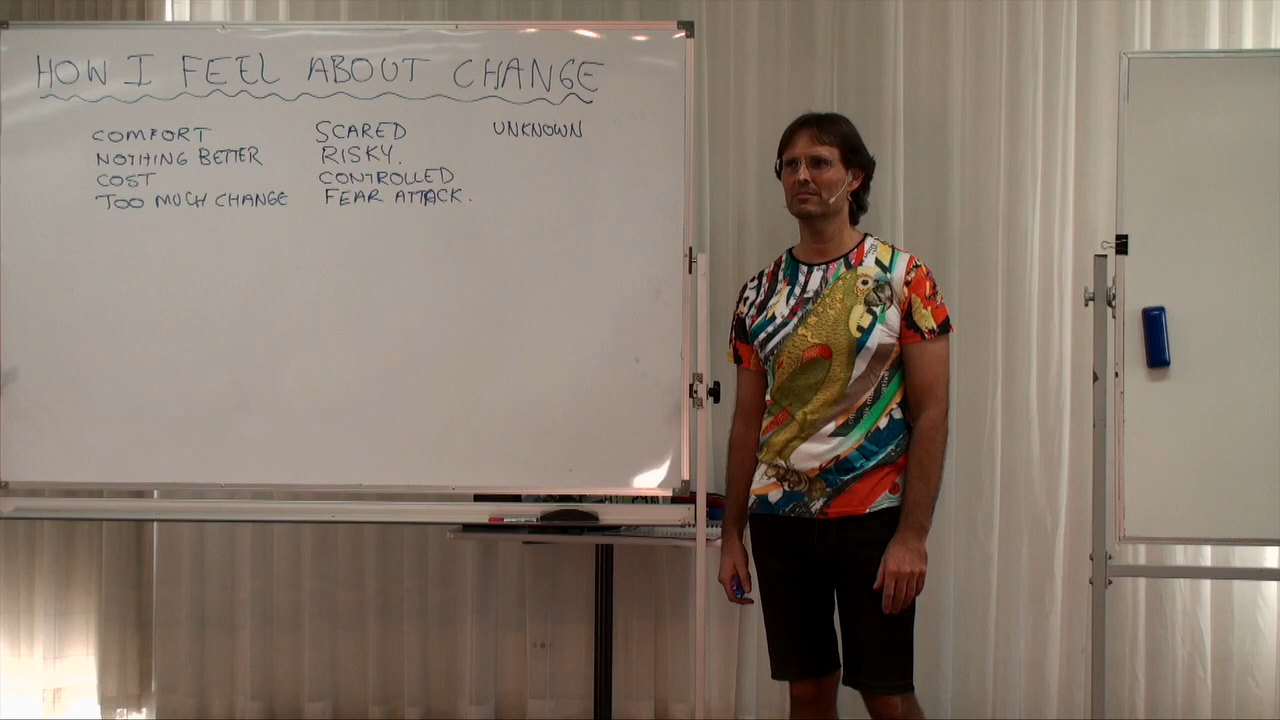 HOW I FEEL ABOUT CHANGE
COMFORT
NOTHING BETTER
COST
TOO MUCH CHANGE
SCARED
RISKY.
CONTROLLED
FEAR ATTACK.
UNKNOWN